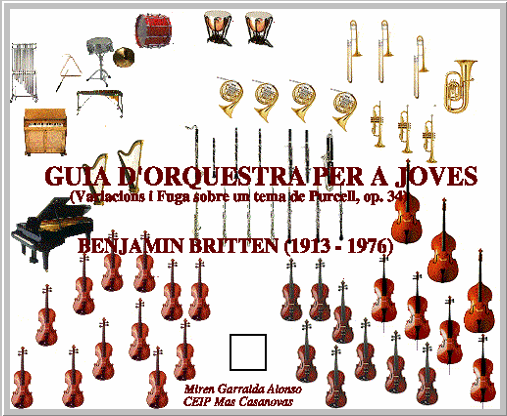 GUIA D'ORQUESTRA PER A JOVES
(Variacions i Fuga sobre un tema de Purcell, op. 34)
BENJAMIN BRITTEN (1913 - 1976)
Miren Garralda Alonso
CEIP Mas Casanovas